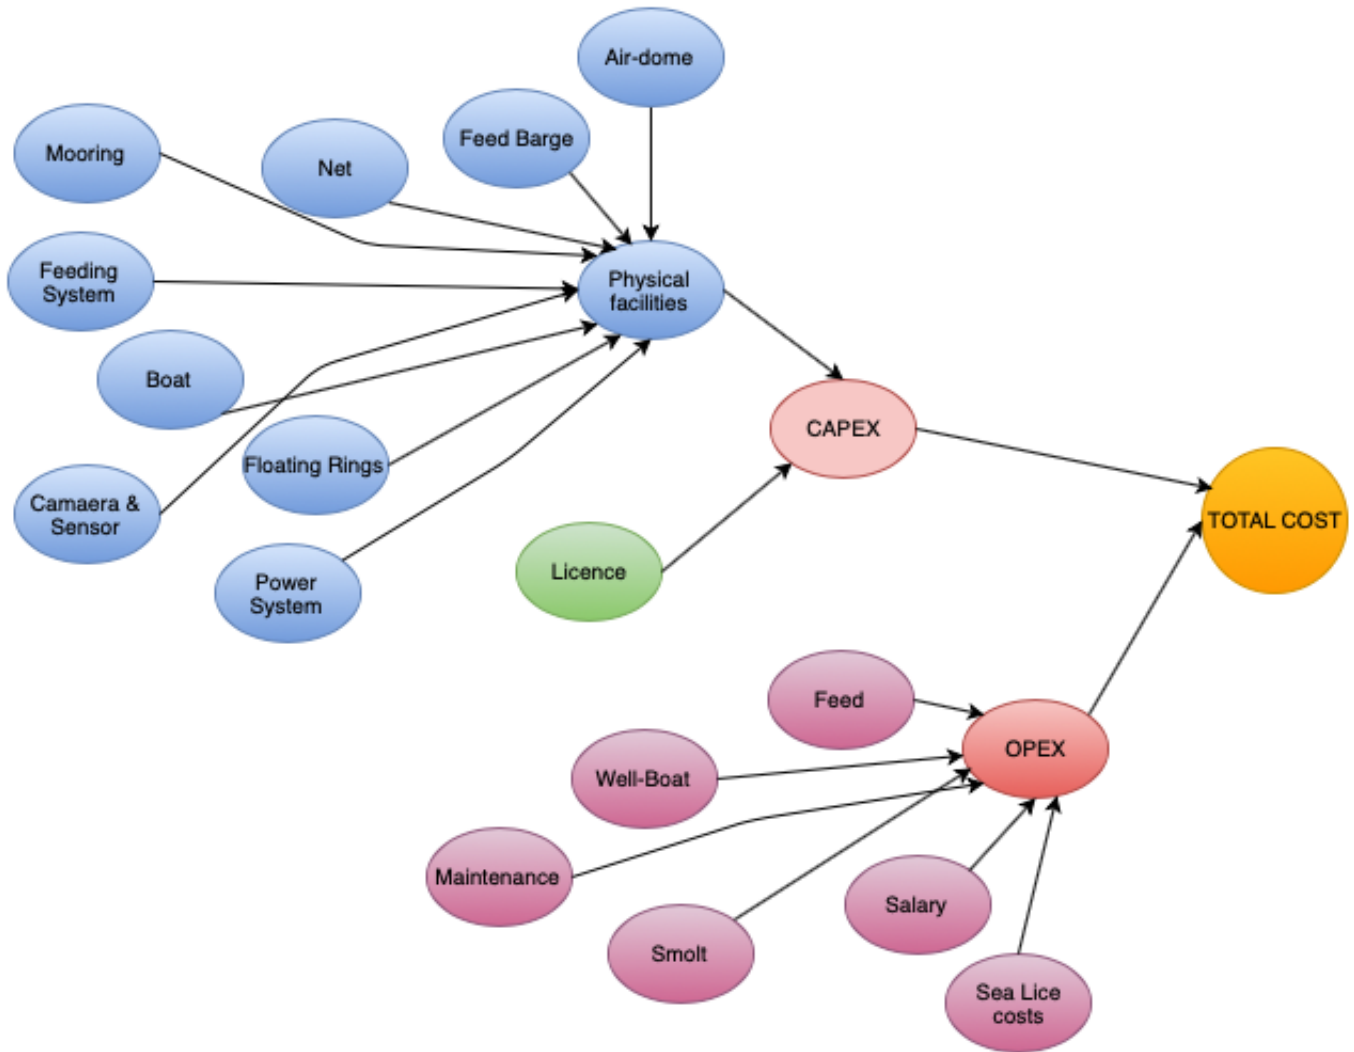 Air-dome
Feed Barge
Mooring
Net
Feeding
System
Physical
facilities
Boat
CAPEX
Floating Rings
Camaera &
Sensor
TOTAL COST
Licence
Power
System
Feed
OPEX
Well-Boat
Maintenance
Salary
Smolt
Sea Lice
costs